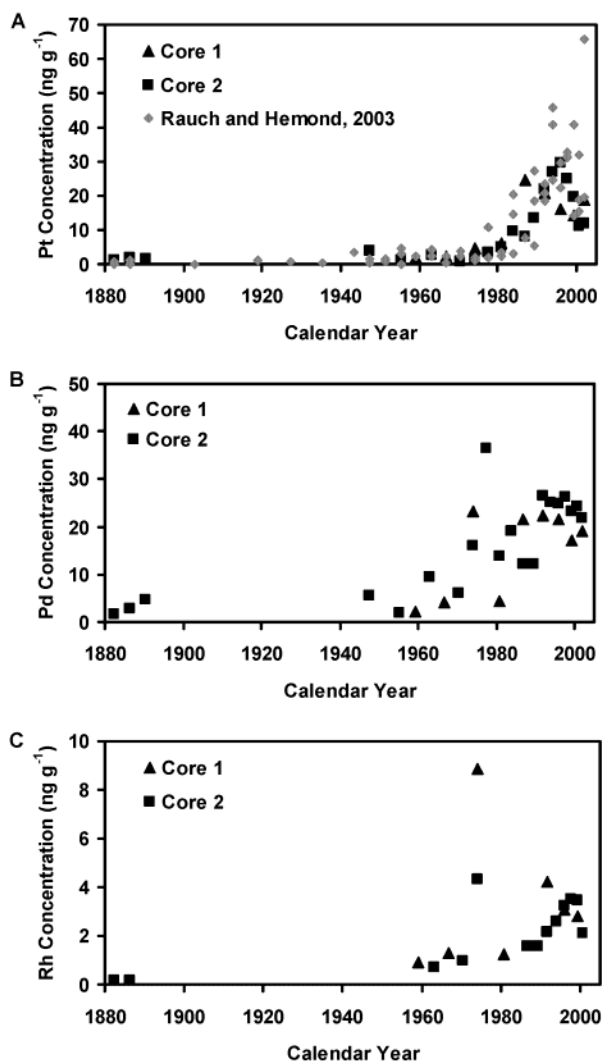 A
Pt Concentration (ng g⁻¹)
70
60
50
40
30
20
10
0
Core 1
Core 2
Rauch and Hemond, 2003
1880 1900 1920 1940 1960 1980 2000
Calendar Year
B
Pd Concentration (ng g⁻¹)
50
40
30
20
10
0
Core 1
Core 2
1880 1900 1920 1940 1960 1980 2000
Calendar Year
C
Rh Concentration (ng g⁻¹)
10
8
6
4
2
0
Core 1
Core 2
1880 1900 1920 1940 1960 1980 2000
Calendar Year